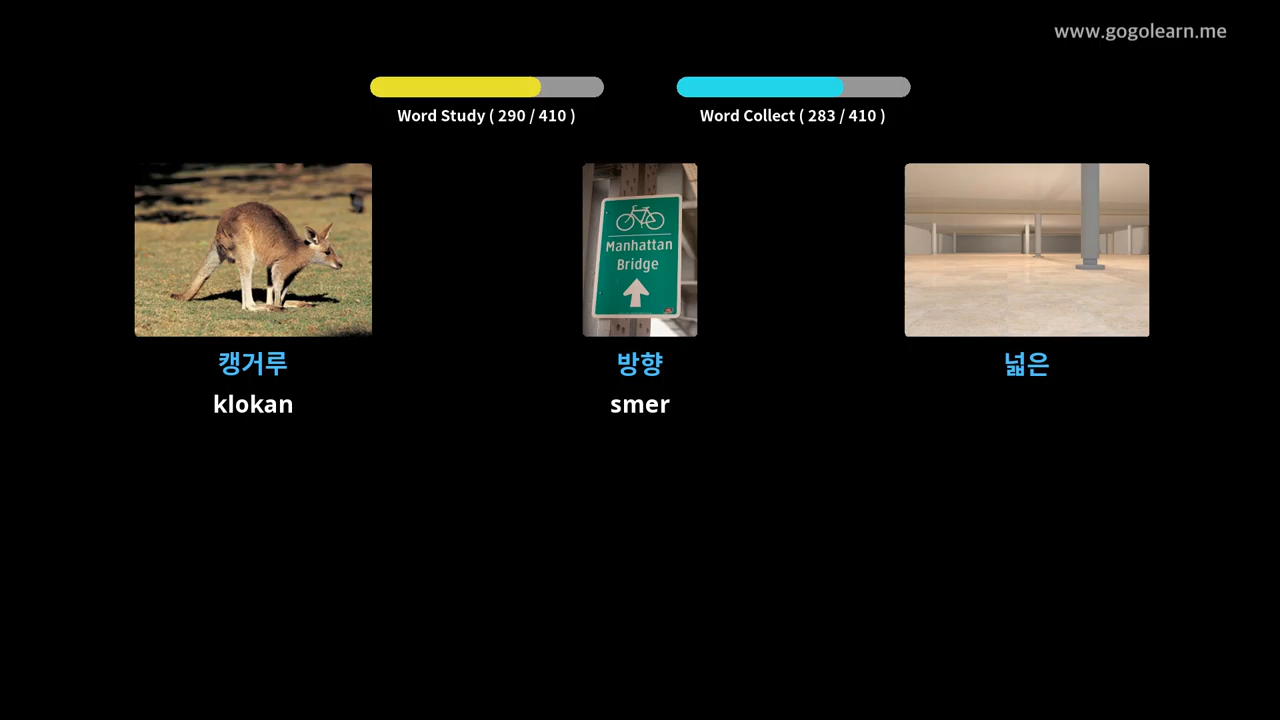 www.gogolearn.me
Word Study ( 290 / 410 )
Word Collect ( 283 / 410 )
Manhattan
Bridge
캥거루
방향
넓은
klokan
smer